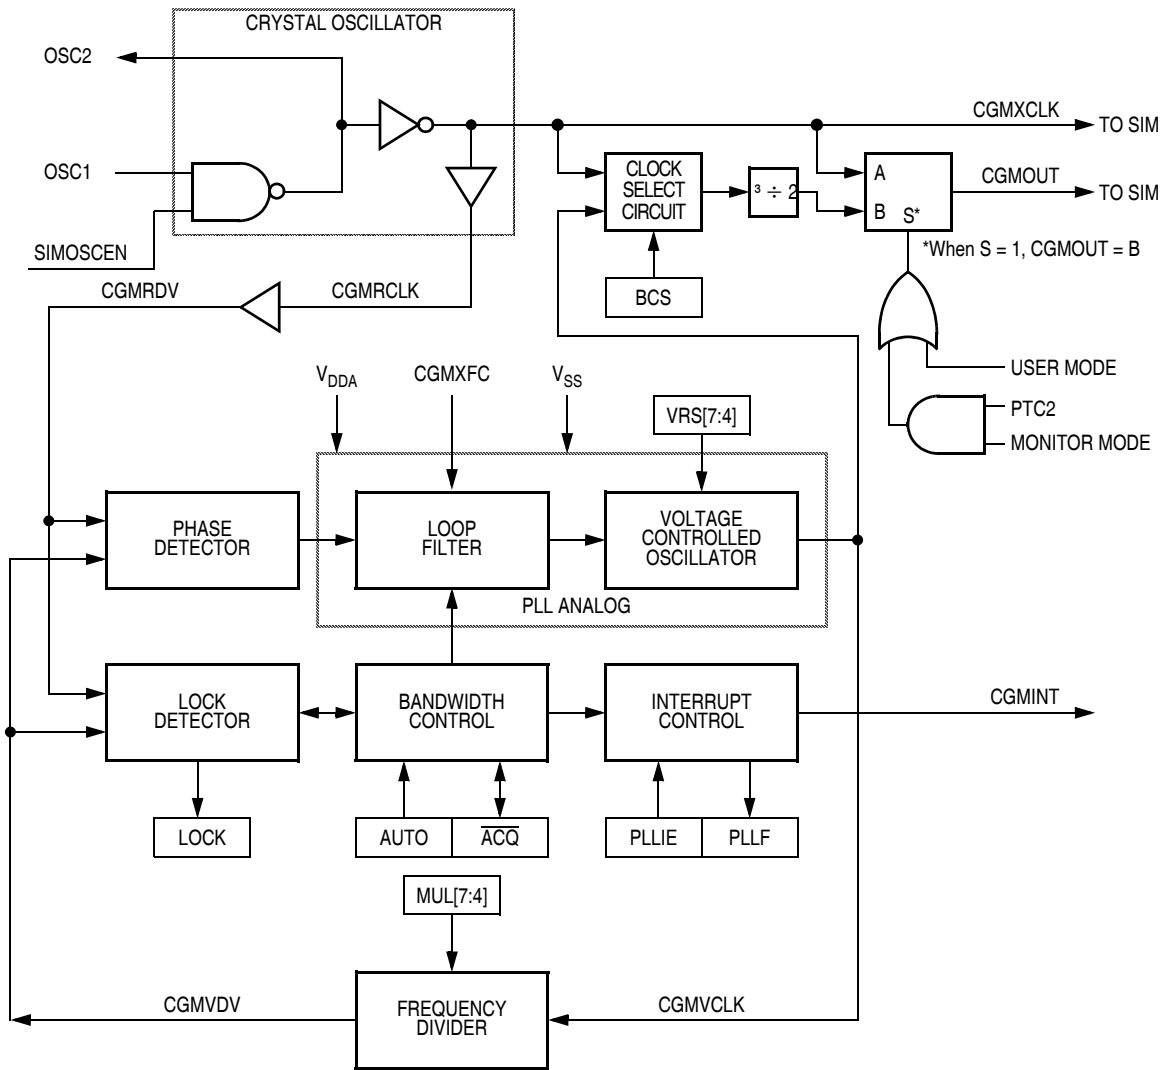 CRYSTAL OSCILLATOR
OSC2
CGMXCLK
TO SIM
OSC1
CLOCK
SELECT
CIRCUIT
³ ÷ 2
A
B
S*
CGMOUT
TO SIM
SIMOSCEN
*When S = 1, CGMOUT = B
CGMRDV
CGMRCLK
BCS
VDDA
CGMXFC
VSS
VRS[7:4]
USER MODE
PTC2
MONITOR MODE
PHASE
DETECTOR
LOOP
FILTER
VOLTAGE
CONTROLLED
OSCILLATOR
PLL ANALOG
LOCK
DETECTOR
BANDWIDTH
CONTROL
INTERRUPT
CONTROL
CGMINT
LOCK
AUTO
ACQ
PLLIE
PLLF
MUL[7:4]
CGMVDV
FREQUENCY
DIVIDER
CGMVCLK